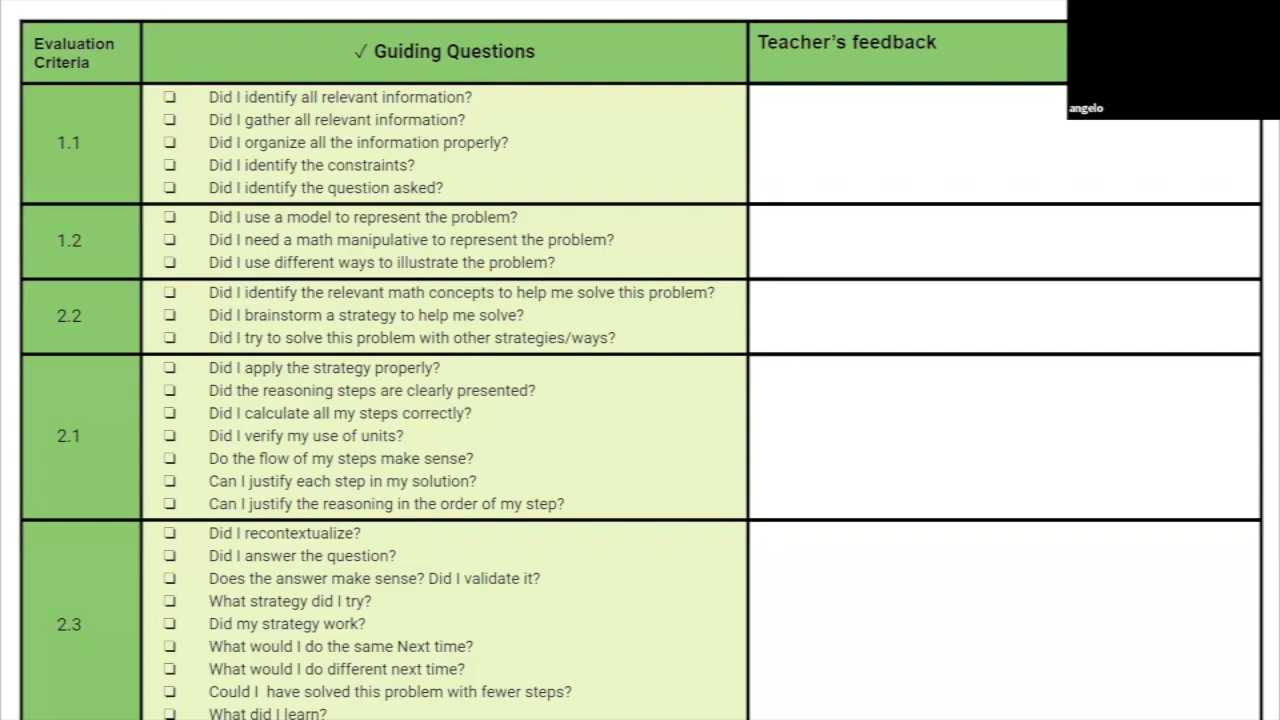 Evaluation
Criteria
✓ Guiding Questions
Teacher's feedback
angelo
1.1
❏ Did I identify all relevant information?
❏ Did I gather all relevant information?
❏ Did I organize all the information properly?
❏ Did I identify the constraints?
❏ Did I identify the question asked?
1.2
❏ Did I use a model to represent the problem?
❏ Did I need a math manipulative to represent the problem?
❏ Did I use different ways to illustrate the problem?
2.2
❏ Did I identify the relevant math concepts to help me solve this problem?
❏ Did I brainstorm a strategy to help me solve?
❏ Did I try to solve this problem with other strategies/ways?
2.1
❏ Did I apply the strategy properly?
❏ Did the reasoning steps are clearly presented?
❏ Did I calculate all my steps correctly?
❏ Did I verify my use of units?
❏ Do the flow of my steps make sense?
❏ Can I justify each step in my solution?
❏ Can I justify the reasoning in the order of my step?
2.3
❏ Did I recontextualize?
❏ Did I answer the question?
❏ Does the answer make sense? Did I validate it?
❏ What strategy did I try?
❏ Did my strategy work?
❏ What would I do the same Next time?
❏ What would I do different next time?
❏ Could I have solved this problem with fewer steps?
❏ What did I learn?